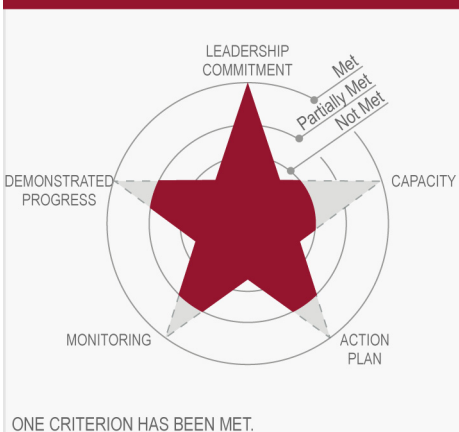 LEADERSHIP
COMMITMENT
Met
Partially Met
Not Met
DEMONSTRATED
PROGRESS
CAPACITY
MONITORING
ACTION
PLAN
ONE CRITERION HAS BEEN MET.